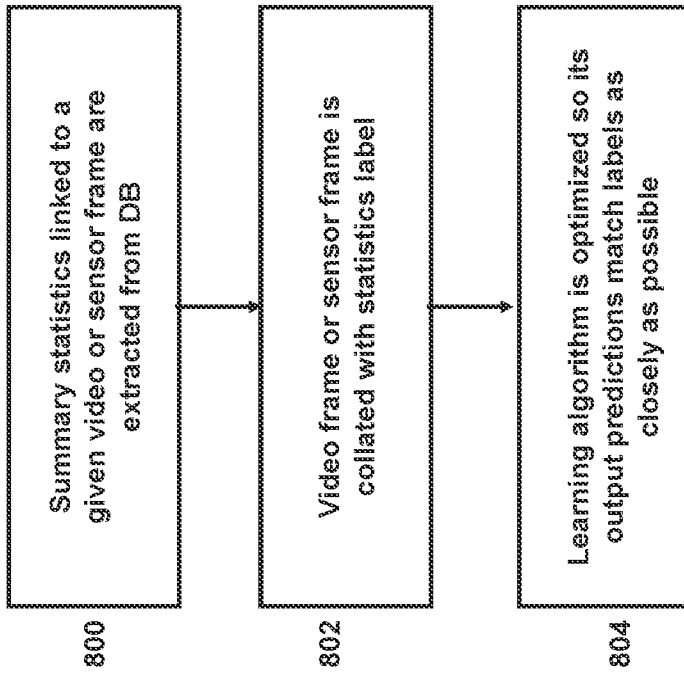 800
Summary statistics linked to a
given video or sensor frame are
extracted from DB
802
Video frame or sensor frame is
collated with statistics label
804
Learning algorithm is optimized so its
output predictions match labels as
closely as possible